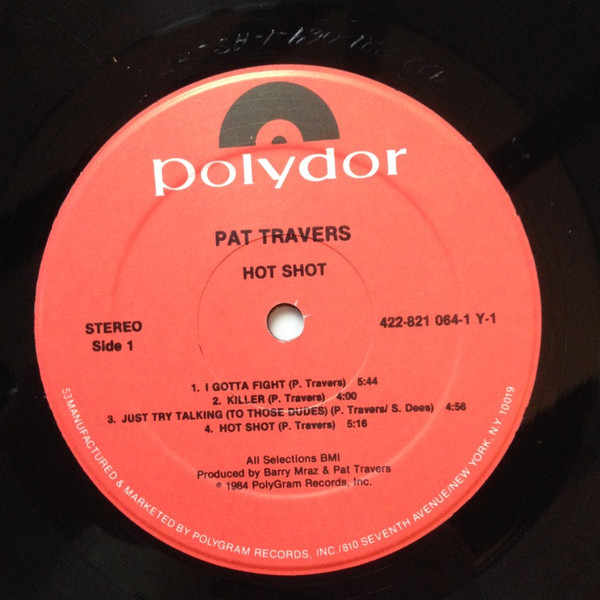 polydor
PAT TRAVERS
HOT SHOT
STEREO
Side 1
422-821 064-1 Y-1
1. I GOTTA FIGHT (P. Travers) 5:44
2. KILLER (P. Travers) 4:00
3. JUST TRY TALKING (TO THOSE DUDES) (P. Travers/ S. Dees) 4:56
4. HOT SHOT (P. Travers) 5:16
All Selections BMI
Produced by Barry Mraz & Pat Travers
℗ 1984 PolyGram Records, Inc.
53 MANUFACTURED & MARKETED BY POLYGRAM RECORDS. INC./810 SEVENTH AVENUE/NEW YORK. N.Y 10019